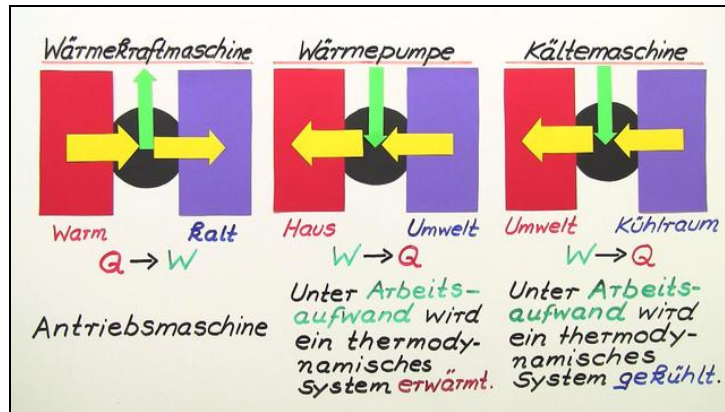 Wärmekraftmaschine
Warm kalt
Q → W
Antriebsmaschine
Wärmepumpe
Haus Umwelt
W → Q
Unter Arbeits-
aufwand wird
ein thermody-
namisches
System erwärmt.
Kältemaschine
Umwelt Kühlraum
W → Q
Unter Arbeits-
aufwand wird
ein thermody-
namisches
System gekühlt.